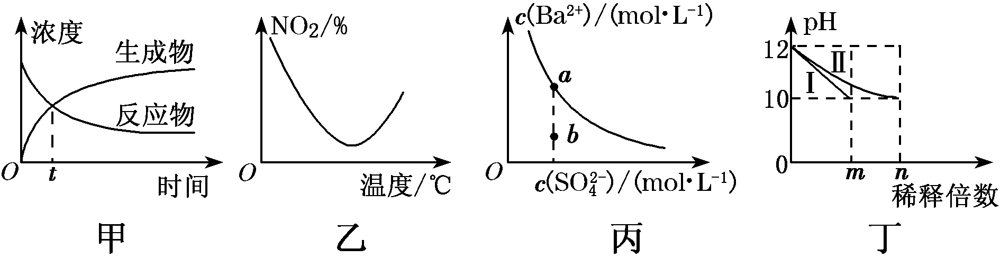 浓度
生成物
反应物
O
t
时间
甲
NO₂/%
O
温度/℃
乙
c(Ba²⁺)/(mol·L⁻¹)
a
b
O
c(SO₄²⁻)/(mol·L⁻¹)
丙
pH
12
Ⅱ
Ⅰ
10
0
m
n
稀释倍数
丁